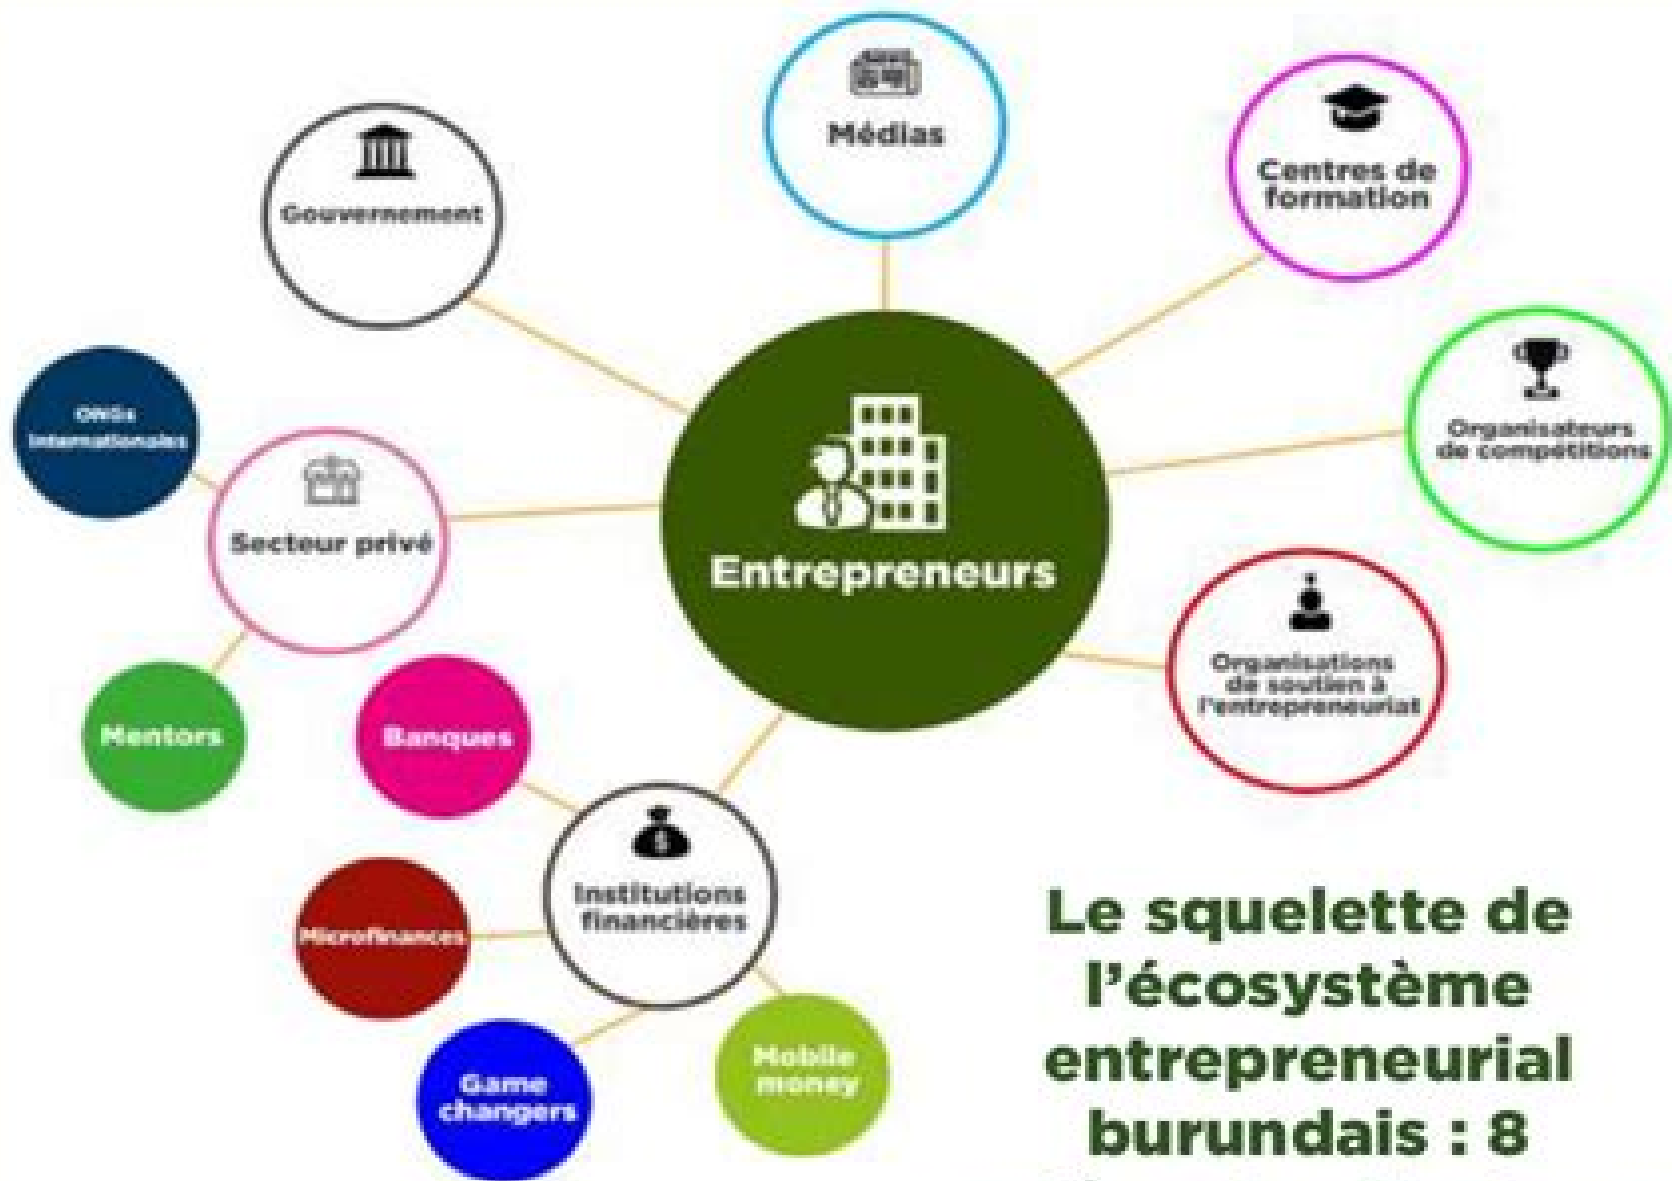 Médias
Centres de
formation
Gouvernement
ONGs
Internationales
Organisateurs
de compétitions
Secteur privé
Entrepreneurs
Organisations
de soutien à
l'entrepreneuriat
Mentors
Banques
Institutions
financières
Microfinances
Game
changers
Mobile
money
Le squelette de
l'écosystème
entrepreneurial
burundais : 8